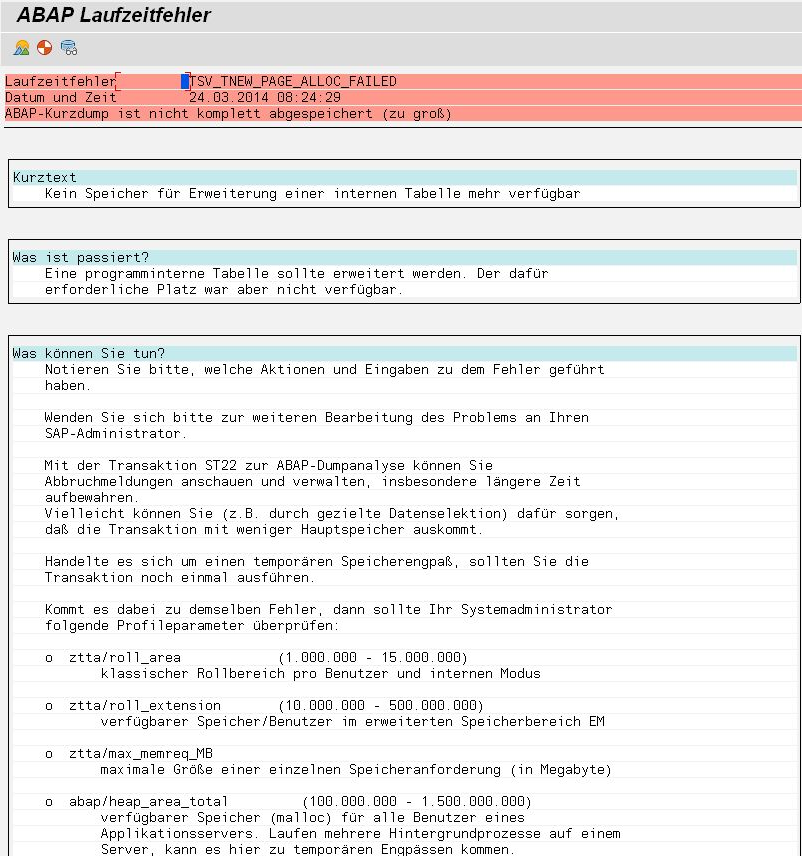 ABAP Laufzeitfehler
Laufzeitfehler TSV_TNEW_PAGE_ALLOC_FAILED
Datum und Zeit 24.03.2014 08:24:29
ABAP-Kurzdump ist nicht komplett abgespeichert (zu groß)
Kurztext
Kein Speicher für Erweiterung einer internen Tabelle mehr verfügbar
Was ist passiert?
Eine programminterne Tabelle sollte erweitert werden. Der dafür
erforderliche Platz war aber nicht verfügbar.
Was können Sie tun?
Notieren Sie bitte, welche Aktionen und Eingaben zu dem Fehler geführt
haben.
Wenden Sie sich bitte zur weiteren Bearbeitung des Problems an Ihren
SAP-Administrator.
Mit der Transaktion ST22 zur ABAP-Dumpanalyse können Sie
Abbruchmeldungen anschauen und verwalten, insbesondere längere Zeit
aufbewahren.
Vielleicht können Sie (z.B. durch gezielte Datenselektion) dafür sorgen,
daß die Transaktion mit weniger Hauptspeicher auskommt.
Handelte es sich um einen temporären Speicherengpaß, sollten Sie die
Transaktion noch einmal ausführen.
Kommt es dabei zu demselben Fehler, dann sollte Ihr Systemadministrator
folgende Profileparameter überprüfen:
o ztta/roll_area (1.000.000 - 15.000.000)
klassischer Rollbereich pro Benutzer und internen Modus
o ztta/roll_extension (10.000.000 - 500.000.000)
verfügbarer Speicher/Benutzer im erweiterten Speicherbereich EM
o ztta/max_memreq_MB
maximale Größe einer einzelnen Speicheranforderung (in Megabyte)
o abap/heap_area_total (100.000.000 - 1.500.000.000)
verfügbarer Speicher (malloc) für alle Benutzer eines
Applikationsservers. Laufen mehrere Hintergrundprozesse auf einem
Server, kann es hier zu temporären Engpässen kommen.